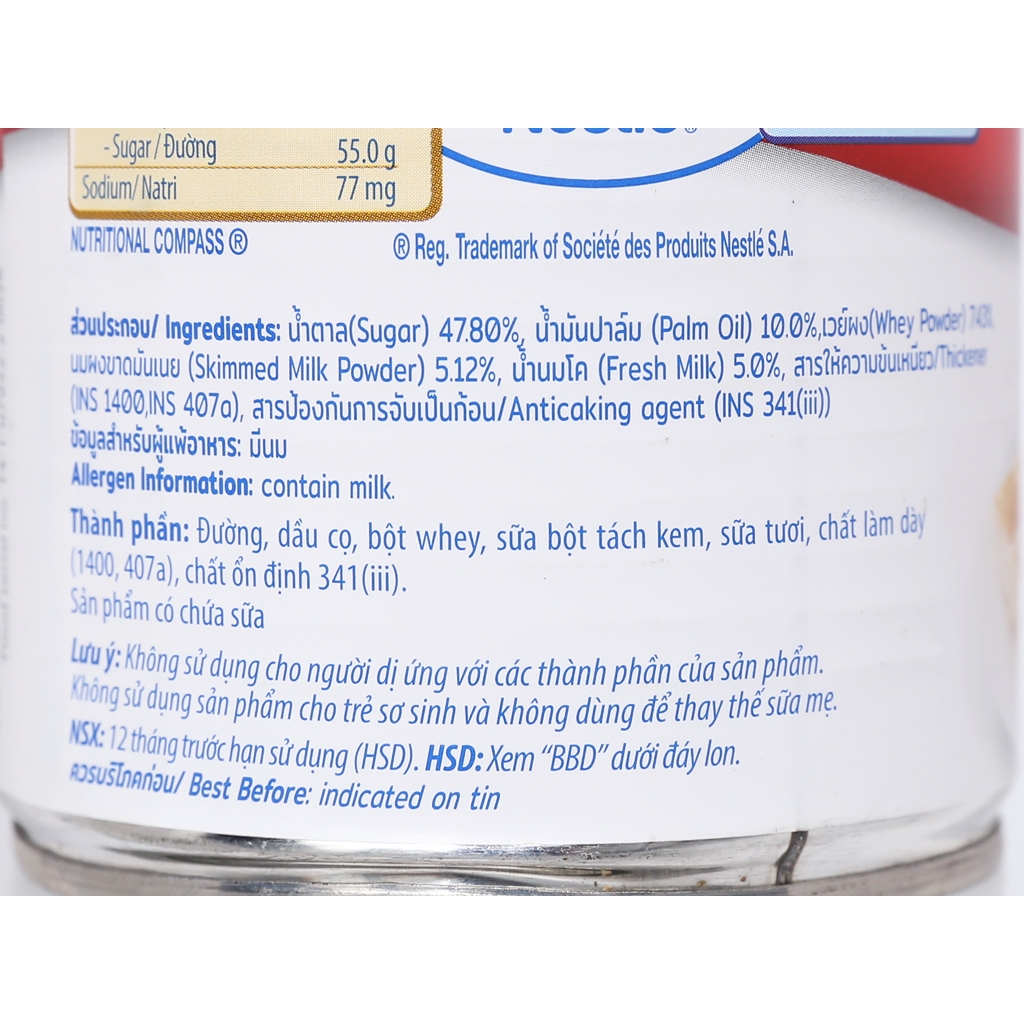 - Sugar / Đường 55.0 g
Sodium/ Natri 77 mg
NUTRITIONAL COMPASS ® ® Reg. Trademark of Société des Produits Nestlé S.A.
ส่วนประกอบ/ Ingredients: น้ำตาล(Sugar) 47.80%, น้ำมันปาล์ม (Palm Oil) 10.0%,เวย์ผง(Whey Powder) 7.43%,
นมผงขาดมันเนย (Skimmed Milk Powder) 5.12%, น้ำนมโค (Fresh Milk) 5.0%, สารให้ความข้นเหนียว/Thickener
(INS 1400,INS 407a), สารป้องกันการจับเป็นก้อน/Anticaking agent (INS 341(iii))
ข้อมูลสำหรับผู้แพ้อาหาร: มีนม
Allergen Information: contain milk.
Thành phần: Đường, dầu cọ, bột whey, sữa bột tách kem, sữa tươi, chất làm dày
(1400, 407a), chất ổn định 341(iii).
Sản phẩm có chứa sữa
Lưu ý: Không sử dụng cho người dị ứng với các thành phần của sản phẩm.
Không sử dụng sản phẩm cho trẻ sơ sinh và không dùng để thay thế sữa mẹ.
NSX: 12 tháng trước hạn sử dụng (HSD). HSD: Xem "BBD" dưới đáy lon.
ควรบริโภคก่อน/ Best Before: indicated on tin